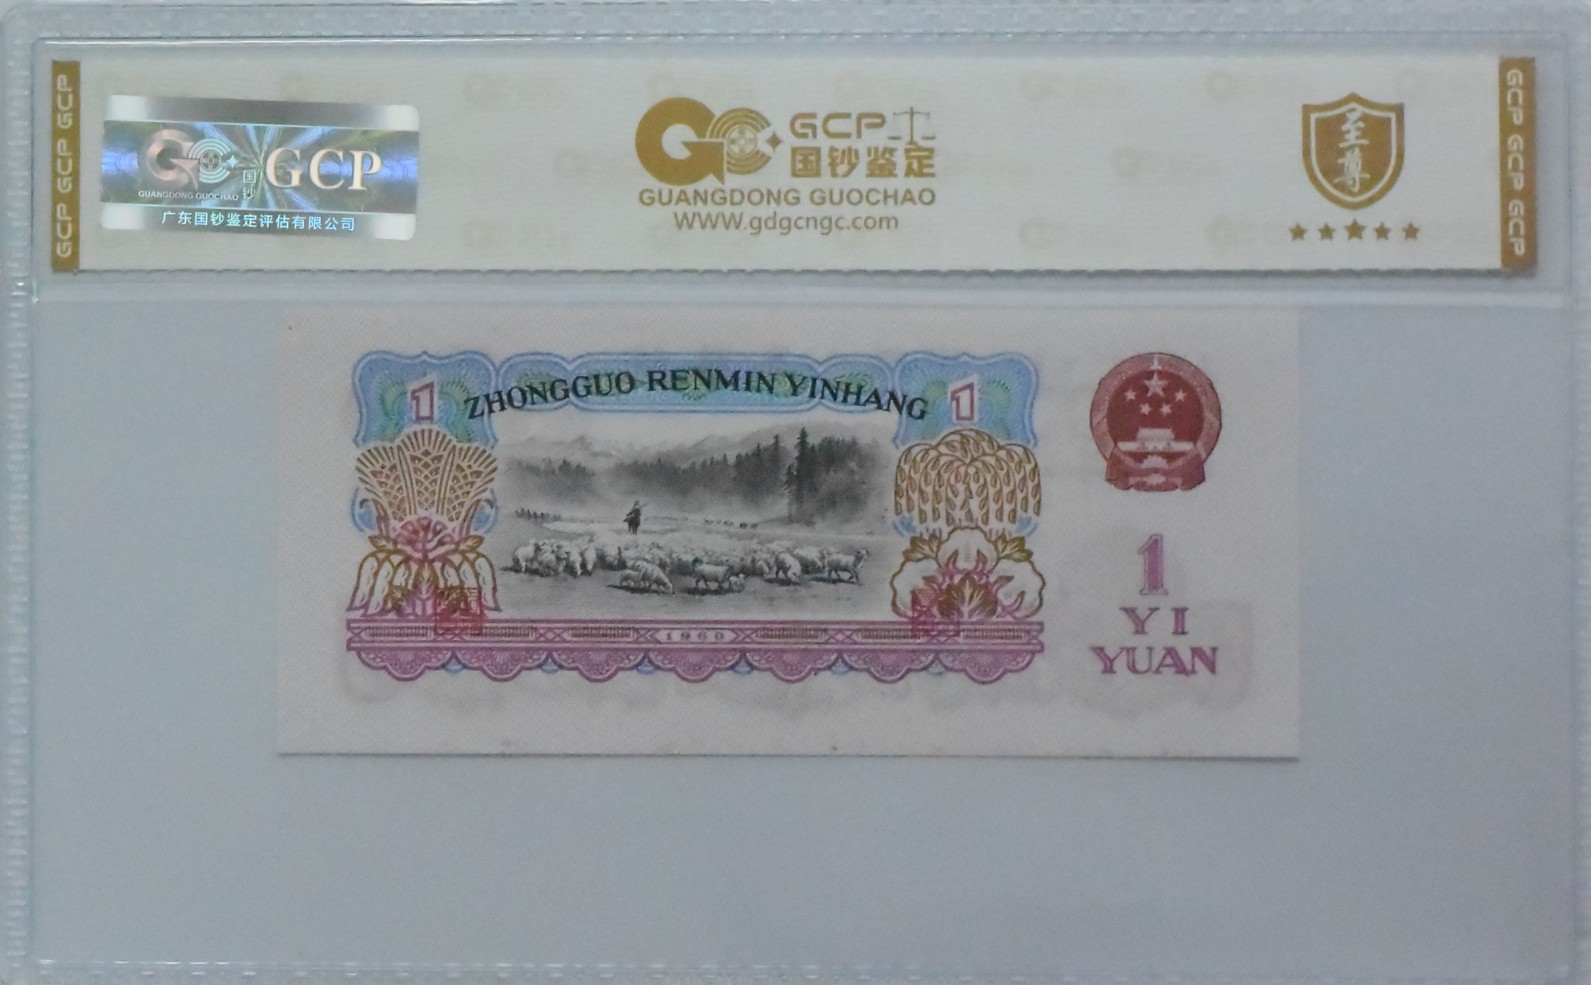 GCP GCP GCP
GUANGDONG GUOCHAO
国钞
GCP
广东国钞鉴定评估有限公司
GCP
国钞鉴定
GUANGDONG GUOCHAO
WWW.gdgcngc.com
至尊
GCP GCP GCP
1
ZHONGGUO RENMIN YINHANG
1
1960
1
YI
YUAN